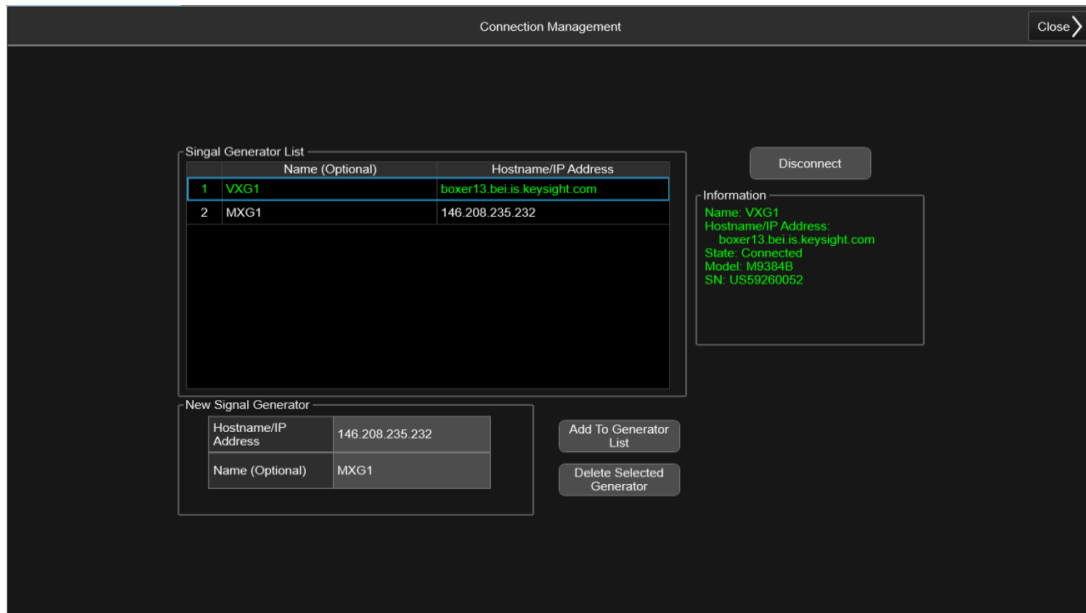 Connection Management
Close
Singal Generator List
Name (Optional) Hostname/IP Address
1 VXG1 boxer13.bei.is.keysight.com
2 MXG1 146.208.235.232
Disconnect
Information
Name: VXG1
Hostname/IP Address:
boxer13.bei.is.keysight.com
State: Connected
Model: M9384B
SN: US59260052
New Signal Generator
Hostname/IP
Address
146.208.235.232
Name (Optional) MXG1
Add To Generator
List
Delete Selected
Generator